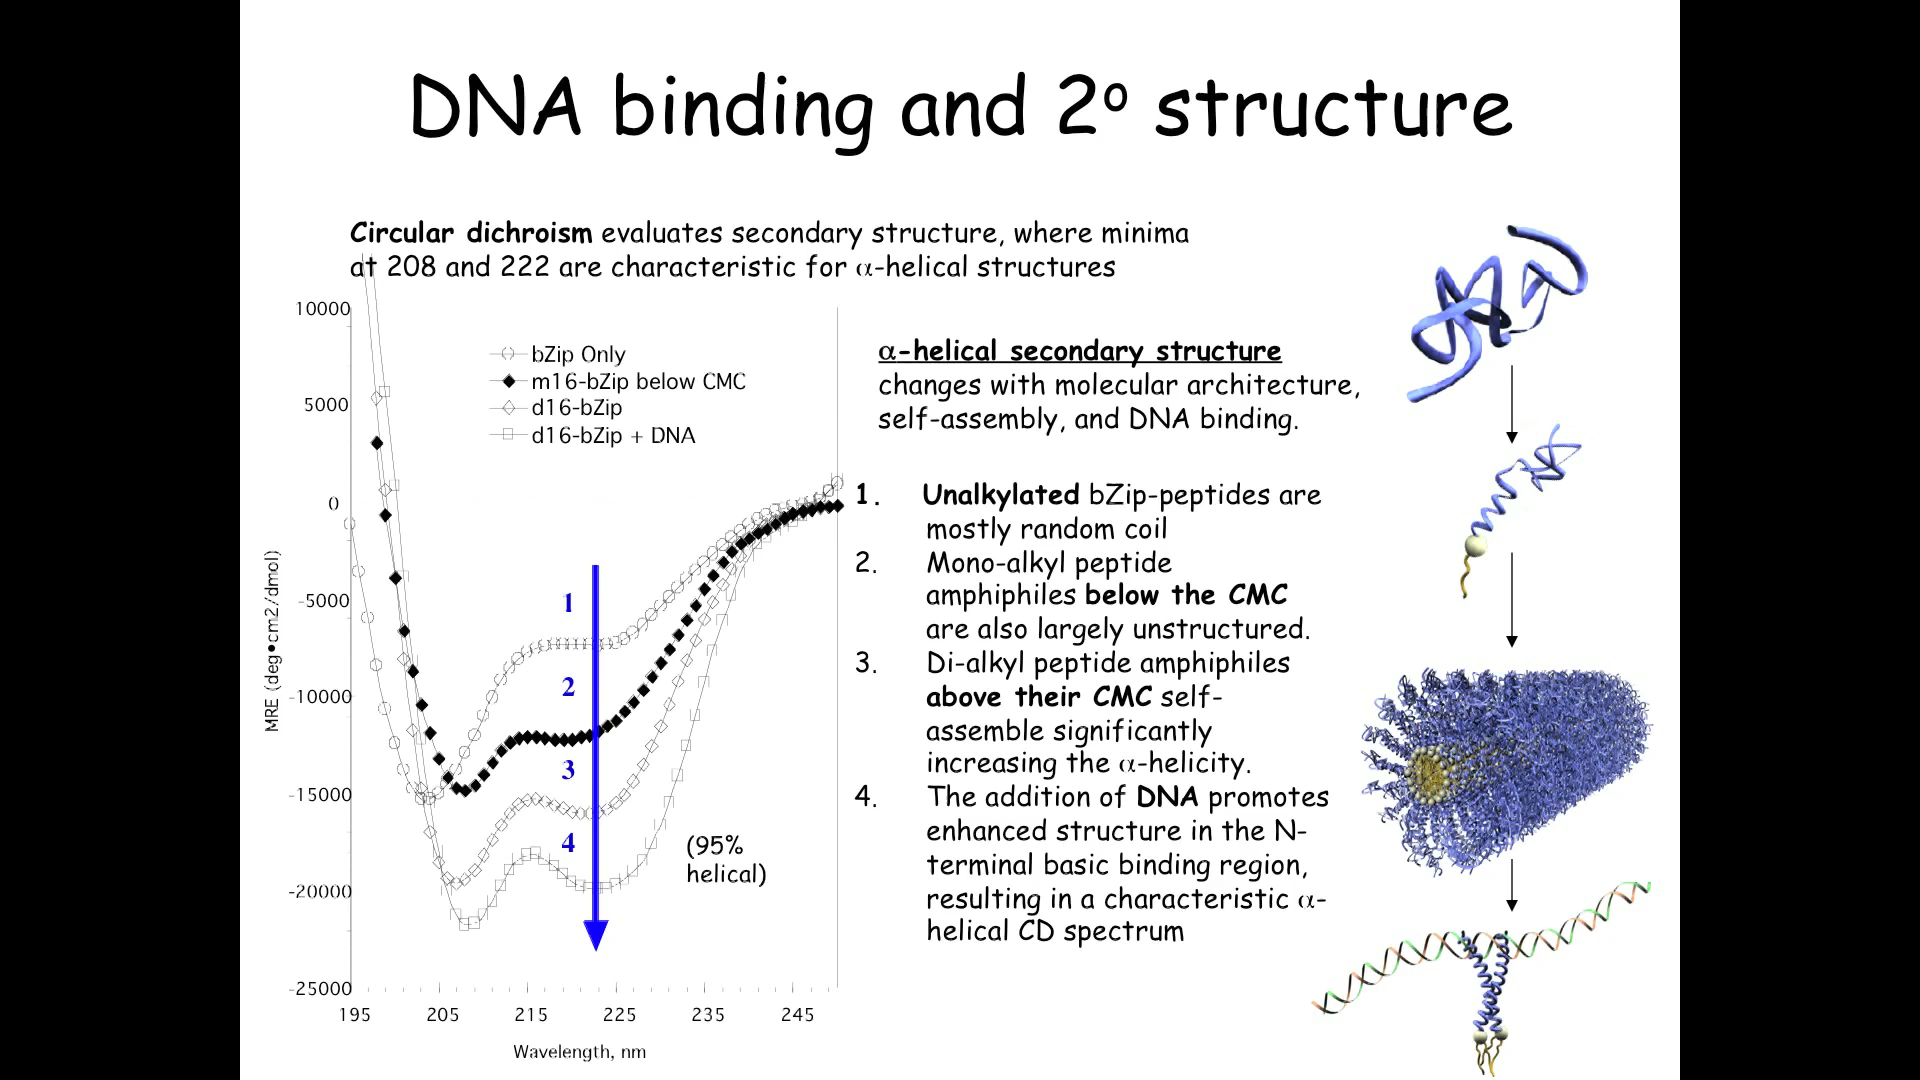 DNA binding and 2º structure
Circular dichroism evaluates secondary structure, where minima
at 208 and 222 are characteristic for α-helical structures
10000
5000
0
-5000
-10000
-15000
-20000
-25000
MRE (deg•cm2/dmol)
195 205 215 225 235 245
Wavelength, nm
bZip Only
m16-bZip below CMC
d16-bZip
d16-bZip + DNA
1
2
3
4
(95%
helical)
α-helical secondary structure
changes with molecular architecture,
self-assembly, and DNA binding.
1. Unalkylated bZip-peptides are
mostly random coil
2. Mono-alkyl peptide
amphiphiles below the CMC
are also largely unstructured.
3. Di-alkyl peptide amphiphiles
above their CMC self-
assemble significantly
increasing the α-helicity.
4. The addition of DNA promotes
enhanced structure in the N-
terminal basic binding region,
resulting in a characteristic α-
helical CD spectrum